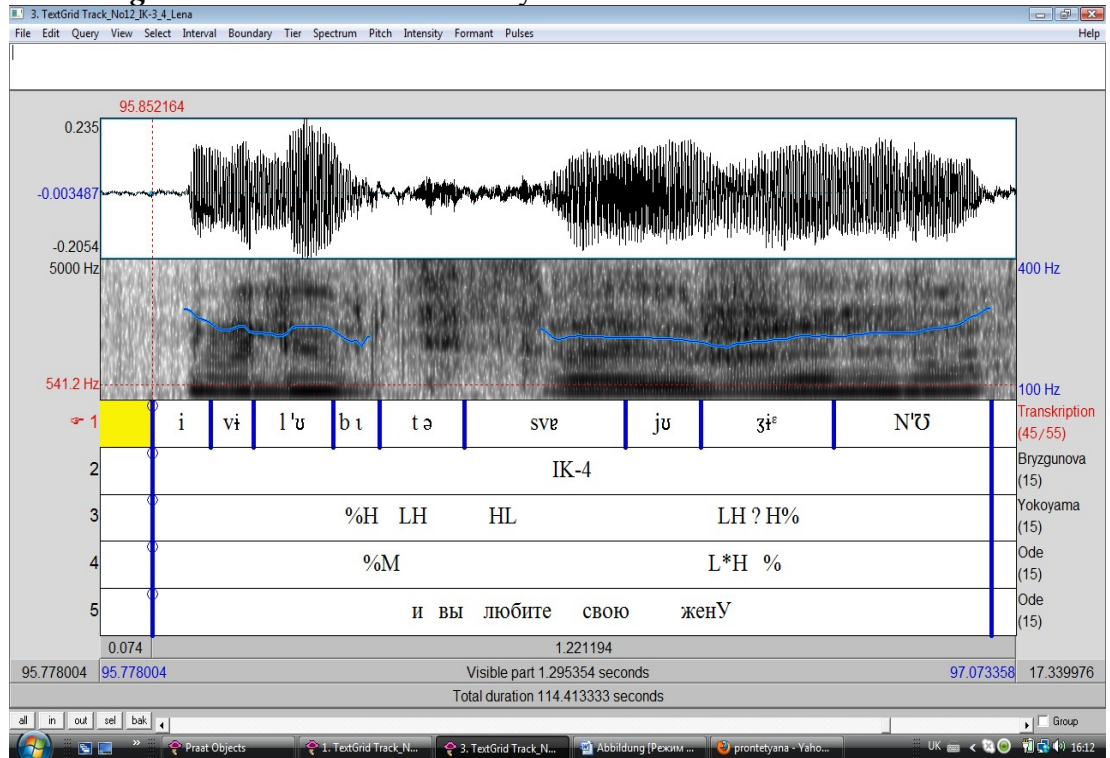 3. TextGrid Track_No12_IK-3_4_Lena
File Edit Query View Select Interval Boundary Tier Spectrum Pitch Intensity Formant Pulses Help
95.852164
0.235
-0.003487
-0.2054
5000 Hz 400 Hz
541.2 Hz 100 Hz
1 i vɨ l'ʊ bɩ tə svɐ jʊ ʒɨᵋ N'Ʊ Transkription (45/55)
2 IK-4 Bryzgunova (15)
3 %H LH HL LH ? H% Yokoyama (15)
4 %M L*H % Ode (15)
5 и вы любите свою женУ Ode (15)
0.074 1.221194
95.778004 95.778004 Visible part 1.295354 seconds 97.073358 17.339976
Total duration 114.413333 seconds
all in out sel bak Group
Praat Objects 1. TextGrid Track_N... 3. TextGrid Track_N... Abbildung [Режим ... prontetyana - Yaho... UK 16:12